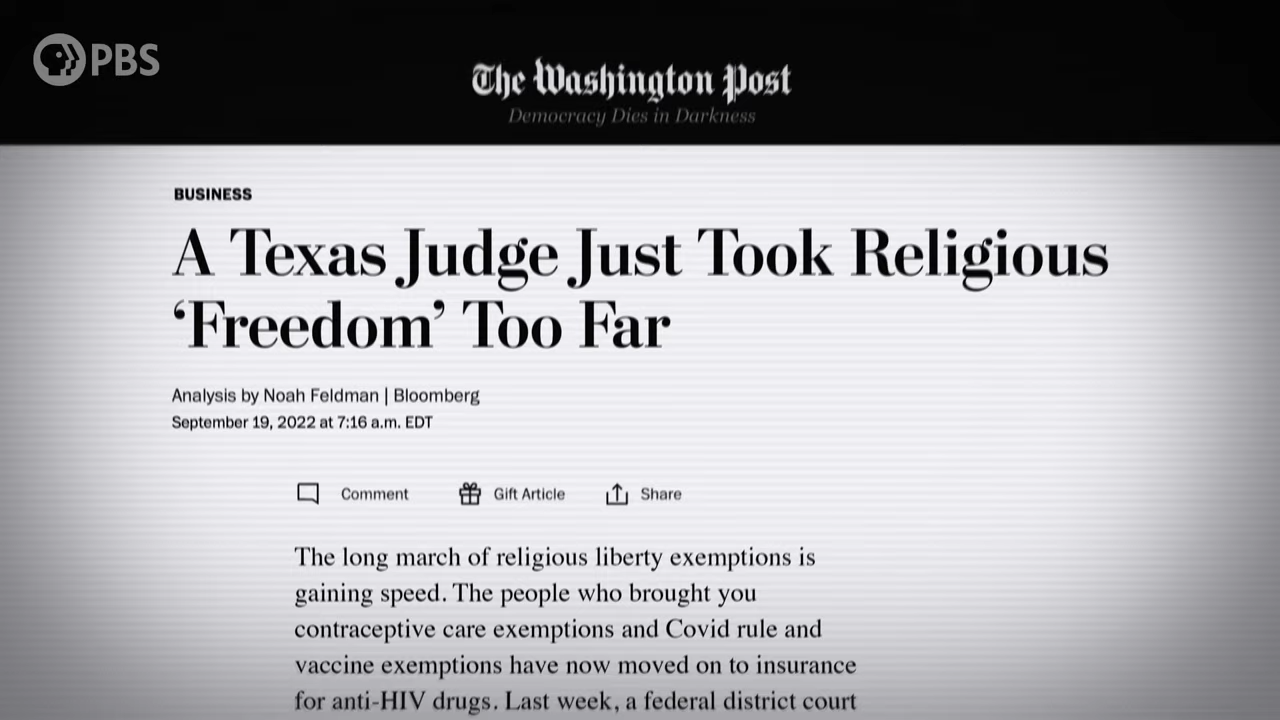 PBS
The Washington Post
Democracy Dies in Darkness
BUSINESS
A Texas Judge Just Took Religious
‘Freedom’ Too Far
Analysis by Noah Feldman | Bloomberg
September 19, 2022 at 7:16 a.m. EDT
Comment Gift Article Share
The long march of religious liberty exemptions is
gaining speed. The people who brought you
contraceptive care exemptions and Covid rule and
vaccine exemptions have now moved on to insurance
for anti-HIV drugs. Last week, a federal district court